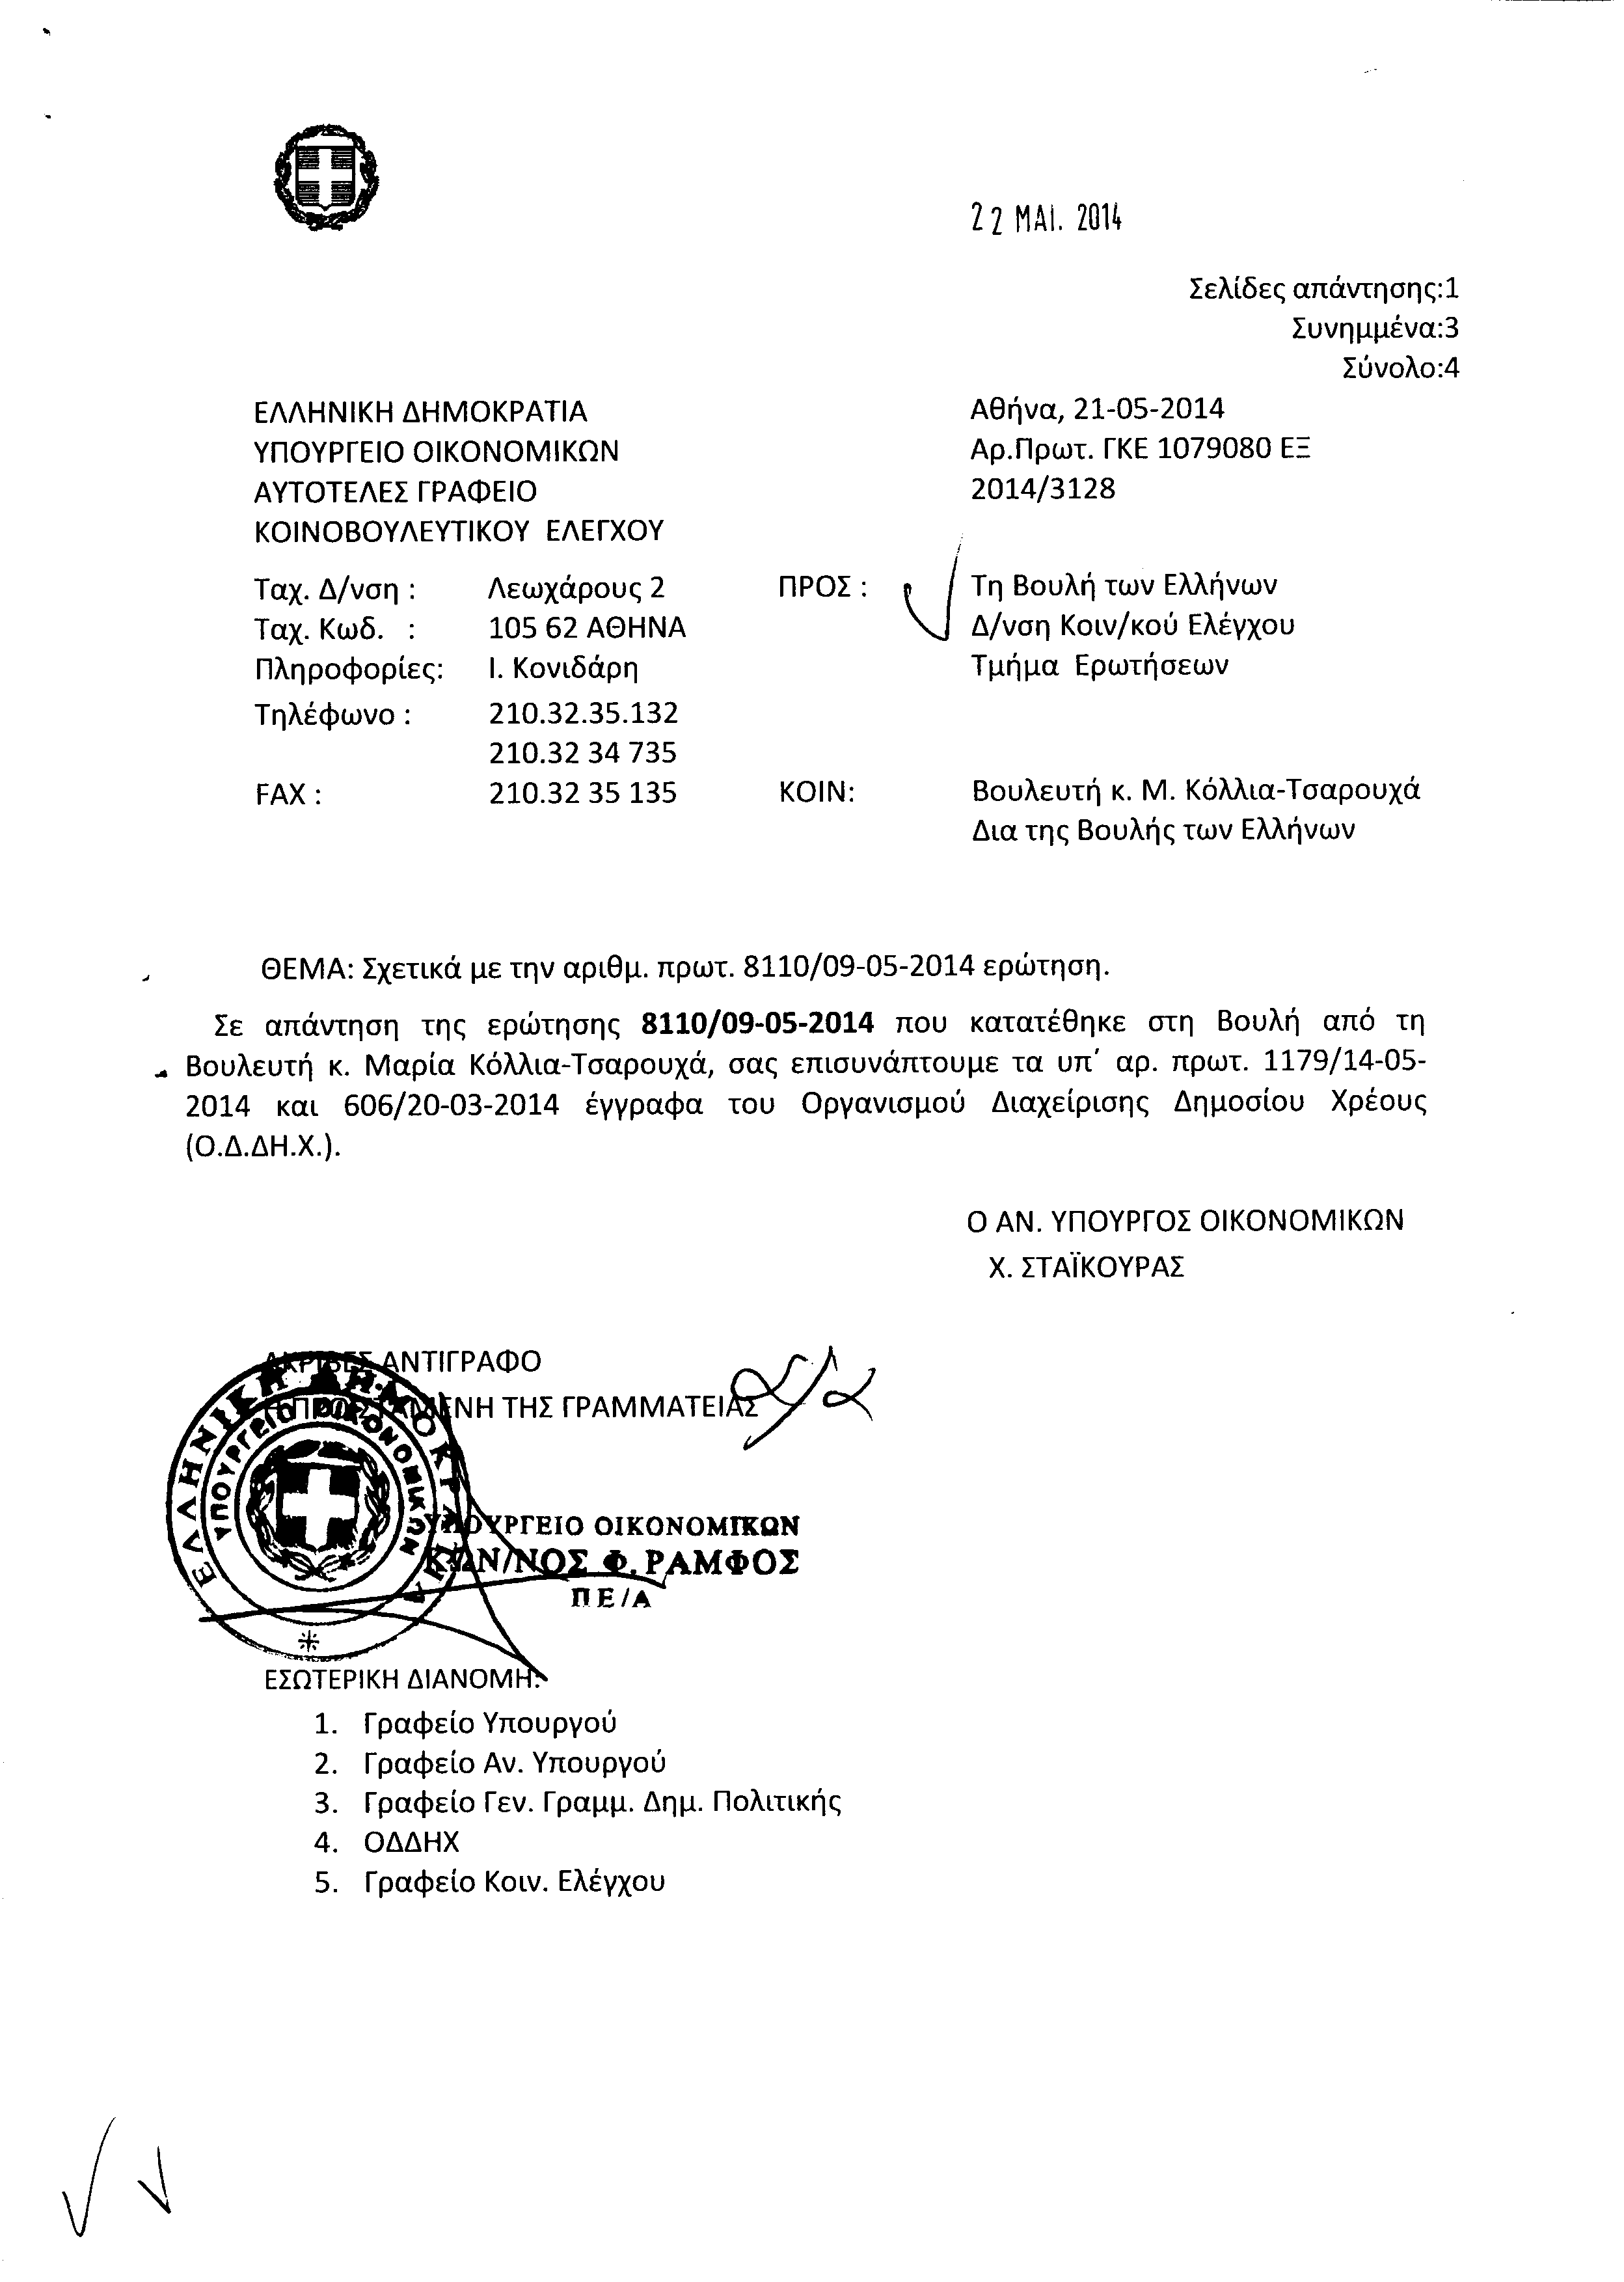 22 ΜΑΙ. 2014
Σελίδες απάντησης:1
Συνημμένα:3
Σύνολο:4
ΕΛΛΗΝΙΚΗ ΔΗΜΟΚΡΑΤΙΑ
ΥΠΟΥΡΓΕΙΟ ΟΙΚΟΝΟΜΙΚΩΝ
ΑΥΤΟΤΕΛΕΣ ΓΡΑΦΕΙΟ
ΚΟΙΝΟΒΟΥΛΕΥΤΙΚΟΥ ΕΛΕΓΧΟΥ
Αθήνα, 21-05-2014
Αρ.Πρωτ. ΓΚΕ 1079080 ΕΞ
2014/3128
Ταχ. Δ/νση : Λεωχάρους 2
Ταχ. Κωδ. : 105 62 ΑΘΗΝΑ
Πληροφορίες: Ι. Κονιδάρη
Τηλέφωνο : 210.32.35.132
210.32 34 735
FAX : 210.32 35 135
ΠΡΟΣ : Τη Βουλή των Ελλήνων
Δ/νση Κοιν/κού Ελέγχου
Τμήμα Ερωτήσεων
ΚΟΙΝ: Βουλευτή κ. Μ. Κόλλια-Τσαρουχά
Δια της Βουλής των Ελλήνων
ΘΕΜΑ: Σχετικά με την αριθμ. πρωτ. 8110/09-05-2014 ερώτηση.
Σε απάντηση της ερώτησης 8110/09-05-2014 που κατατέθηκε στη Βουλή από τη
Βουλευτή κ. Μαρία Κόλλια-Τσαρουχά, σας επισυνάπτουμε τα υπ' αρ. πρωτ. 1179/14-05-
2014 και 606/20-03-2014 έγγραφα του Οργανισμού Διαχείρισης Δημοσίου Χρέους
(Ο.Δ.ΔΗ.Χ.).
Ο ΑΝ. ΥΠΟΥΡΓΟΣ ΟΙΚΟΝΟΜΙΚΩΝ
Χ. ΣΤΑΪΚΟΥΡΑΣ
ΑΚΡΙΒΕΣ ΑΝΤΙΓΡΑΦΟ
ΠΡΟΪΣΤΑΜΕΝΗ ΤΗΣ ΓΡΑΜΜΑΤΕΙΑΣ
ΕΛΛΗΝΙΚΗ ΔΗΜΟΚΡΑΤΙΑ
ΥΠΟΥΡΓΕΙΟ ΟΙΚΟΝΟΜΙΚΩΝ
ΥΠΟΥΡΓΕΙΟ ΟΙΚΟΝΟΜΙΚΩΝ
ΚΩΝ/ΝΟΣ Φ. ΡΑΜΦΟΣ
ΠΕ/Α
ΕΣΩΤΕΡΙΚΗ ΔΙΑΝΟΜΗ:
1. Γραφείο Υπουργού
2. Γραφείο Αν. Υπουργού
3. Γραφείο Γεν. Γραμμ. Δημ. Πολιτικής
4. ΟΔΔΗΧ
5. Γραφείο Κοιν. Ελέγχου